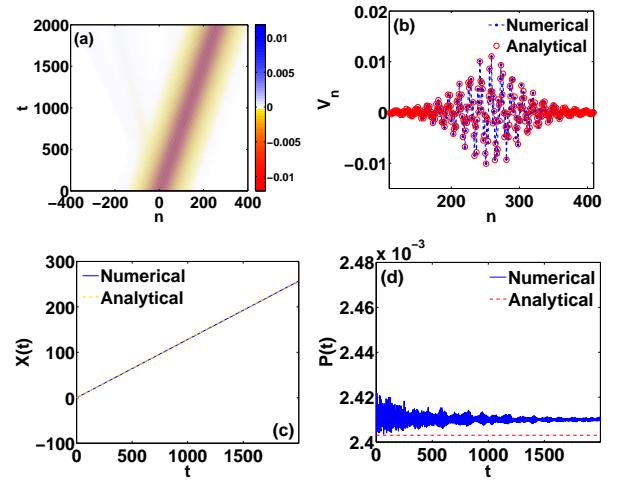 (a)
2000
1500
1000
500
0
t
−400 −200 0 200 400
n
0.01
0.005
0
−0.005
−0.01
(b)
Numerical
Analytical
0.02
0.01
0
−0.01
V_n
200 300 400
n
300
200
100
0
−100
X(t)
Numerical
Analytical
(c)
0 500 1000 1500
t
x 10^−3
2.48
2.46
2.44
2.42
2.4
P(t)
(d)
Numerical
Analytical
0 500 1000 1500
t